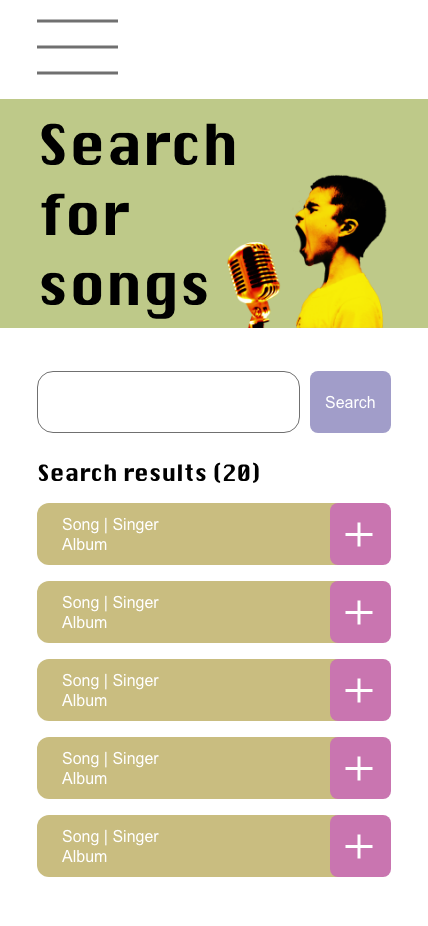 Search
for
songs
Search
Search results (20)
Song | Singer
Album
Song | Singer
Album
Song | Singer
Album
Song | Singer
Album
Song | Singer
Album